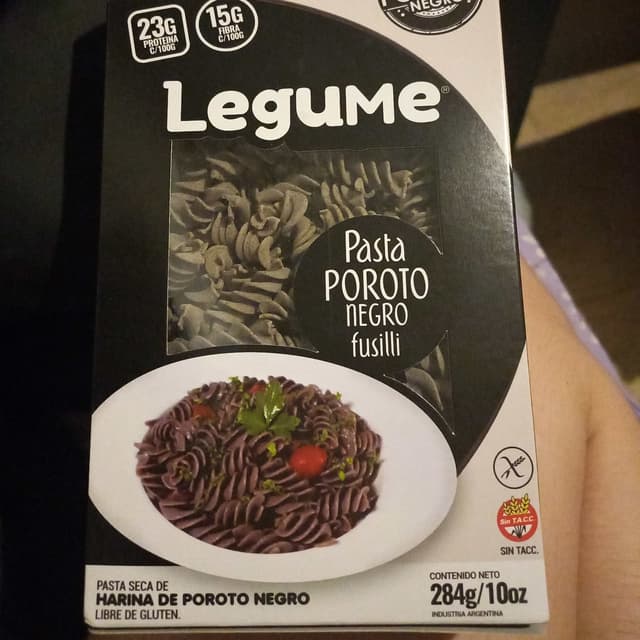 23G
PROTEINA
C/100G
15G
FIBRA
C/100G
NEGRO
Legume®
Pasta
POROTO
NEGRO
fusilli
Sin T.A.C.C.
SIN TACC.
PASTA SECA DE
HARINA DE POROTO NEGRO
LIBRE DE GLUTEN.
CONTENIDO NETO
284g/10oz
INDUSTRIA ARGENTINA